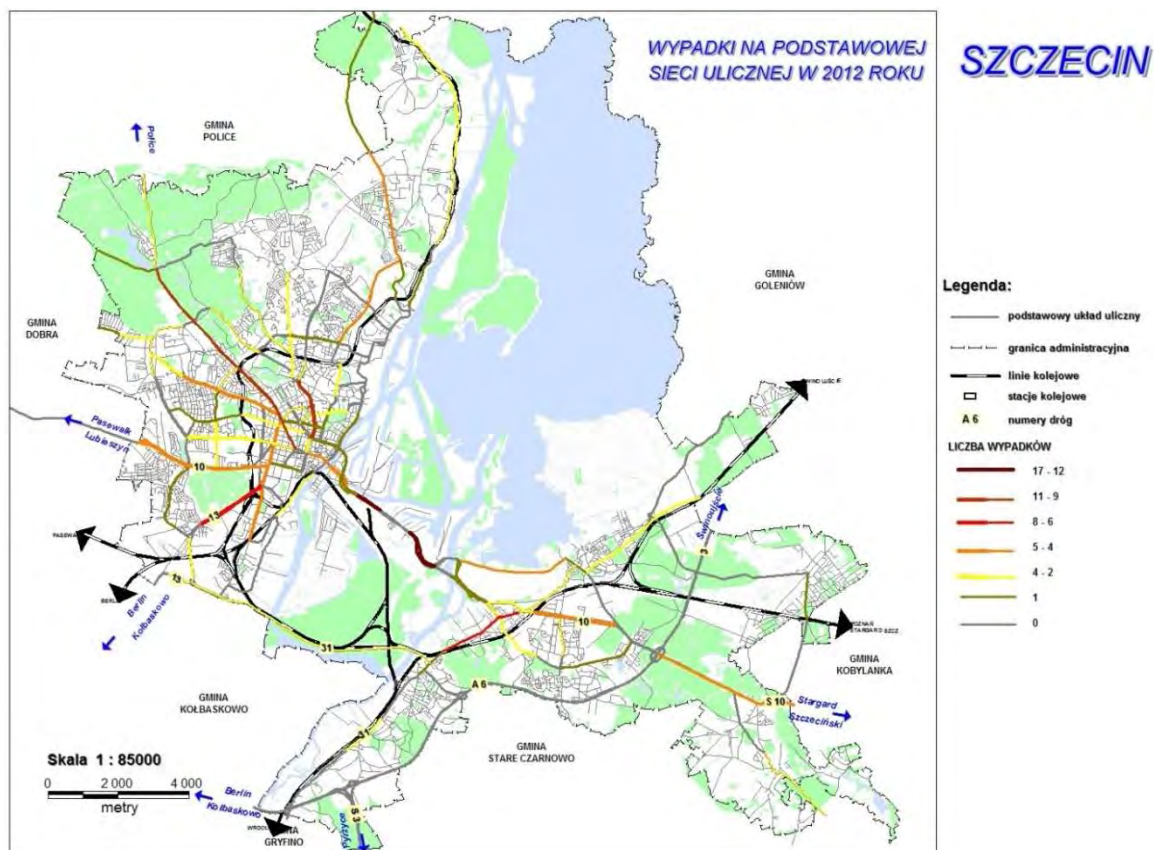 WYPADKI NA PODSTAWOWEJ
SIECI ULICZNEJ W 2012 ROKU
SZCZECIN
GMINA
POLICE
Police
GMINA
GOLENIÓW
GMINA
DOBRA
Legenda:
podstawowy układ uliczny
granica administracyjna
linie kolejowe
stacje kolejowe
A 6
numery dróg
LICZBA WYPADKÓW
17 - 12
11 - 9
8 - 6
5 - 4
4 - 2
1
0
Pasewalk
Lubieszyn
10
13
Świnoujście
3
13
Berlin
Kołbaskowo
31
10
STARGARD SZCZ
GMINA
KOBYLANKA
A 6
S 10
Stargard
Szczeciński
GMINA
KOŁBASKOWO
31
GMINA
STARE CZARNOWO
Skala 1 : 85000
0 2 000 4 000
metry
Berlin
Kołbaskowo
S 3
Pyrzyce
GRYFINO